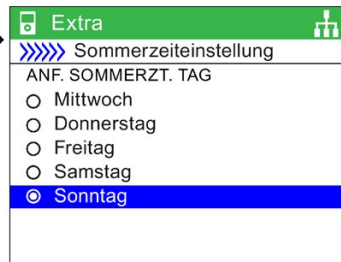 Extra
Sommerzeiteinstellung
ANF. SOMMERZT. TAG
Mittwoch
Donnerstag
Freitag
Samstag
Sonntag